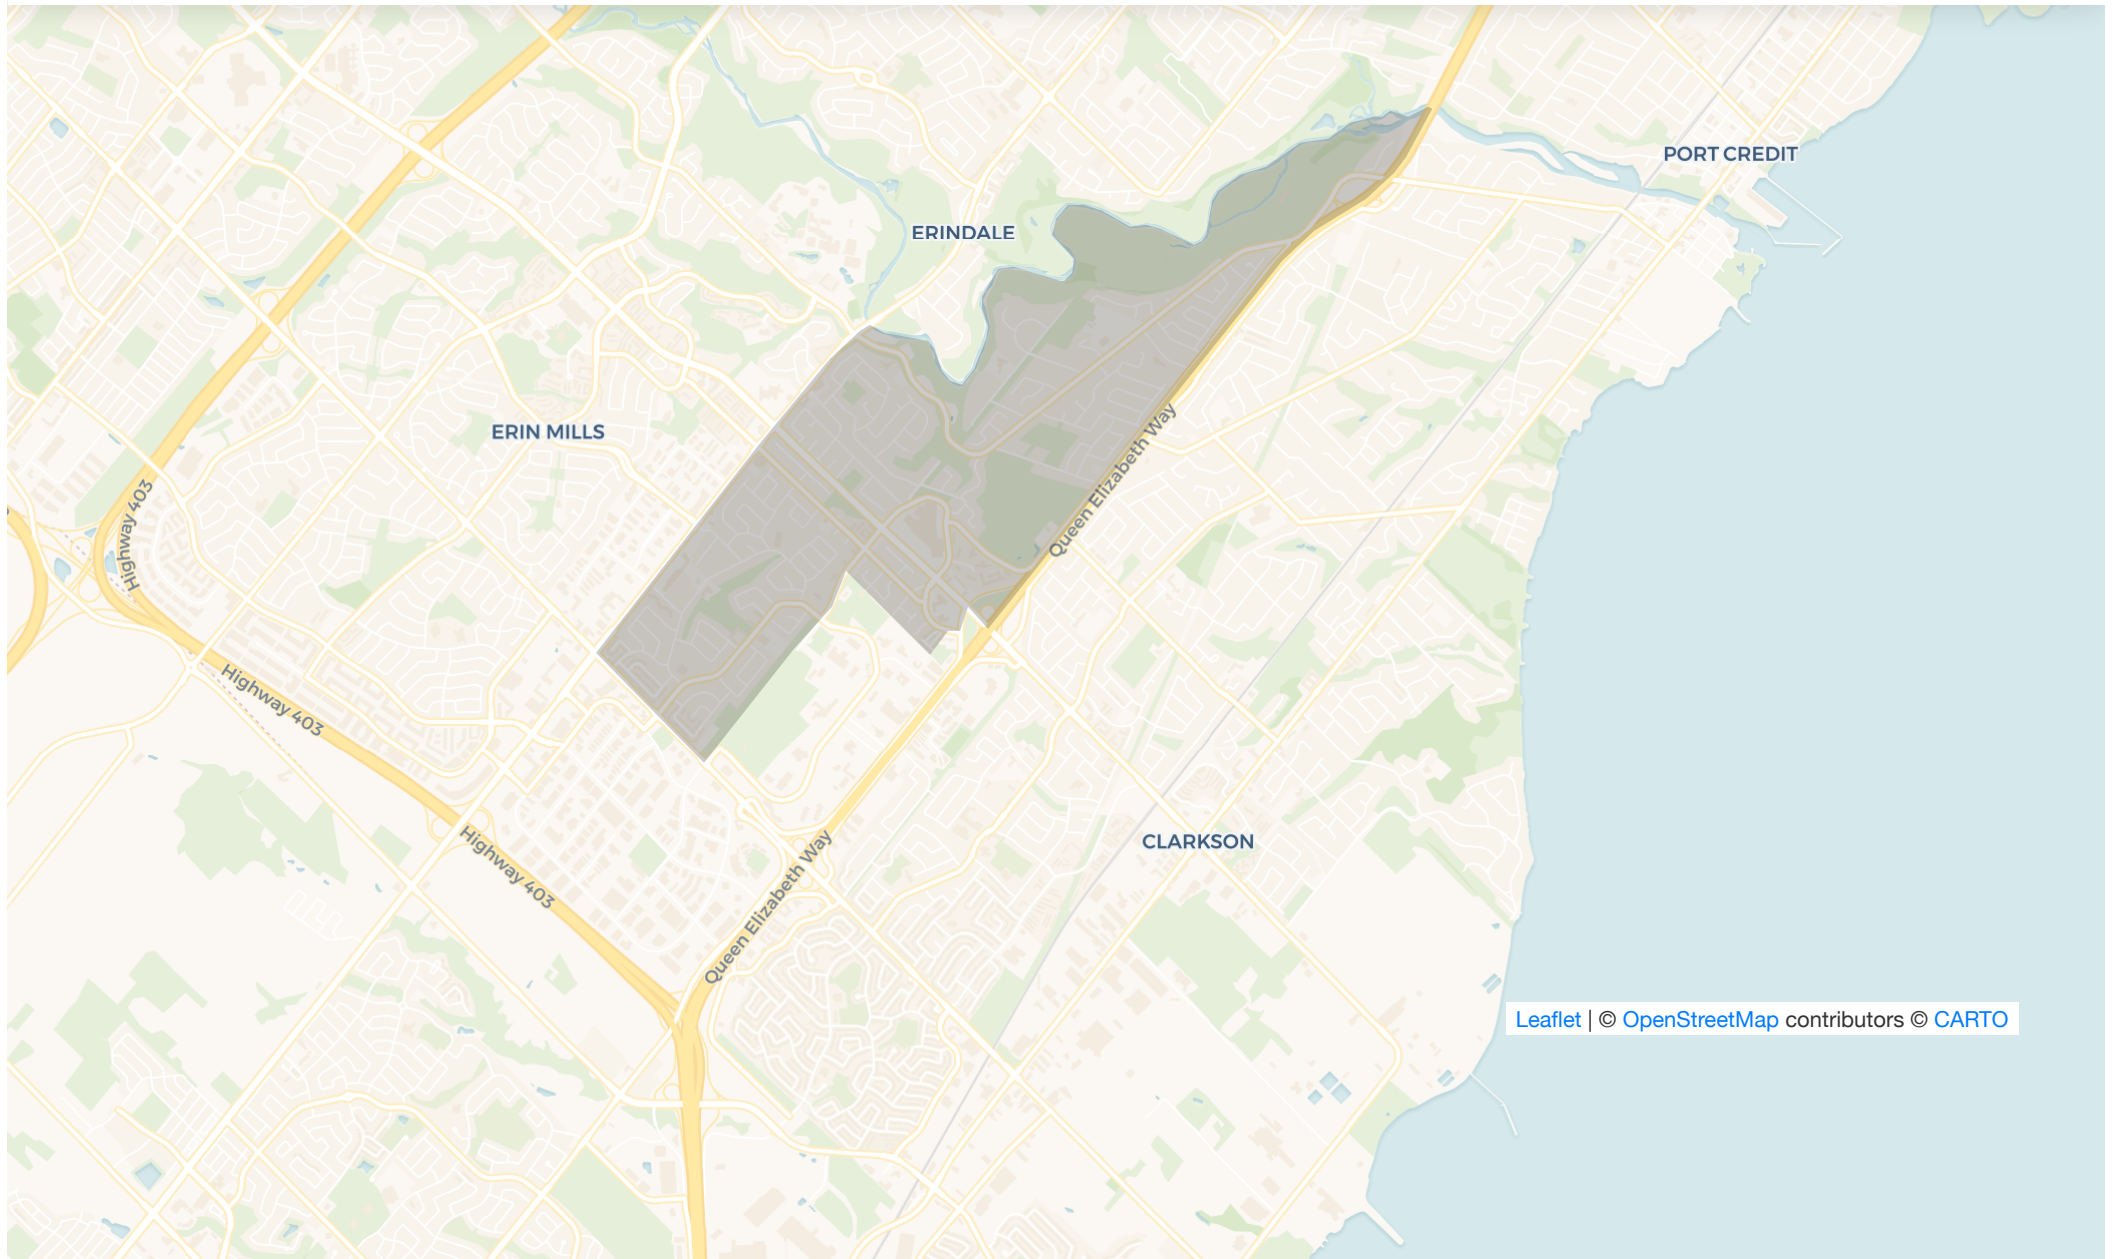 PORT CREDIT
ERINDALE
ERIN MILLS
Queen Elizabeth Way
Highway 403
Highway 403
Highway 403
Queen Elizabeth Way
CLARKSON
Leaflet | © OpenStreetMap contributors © CARTO